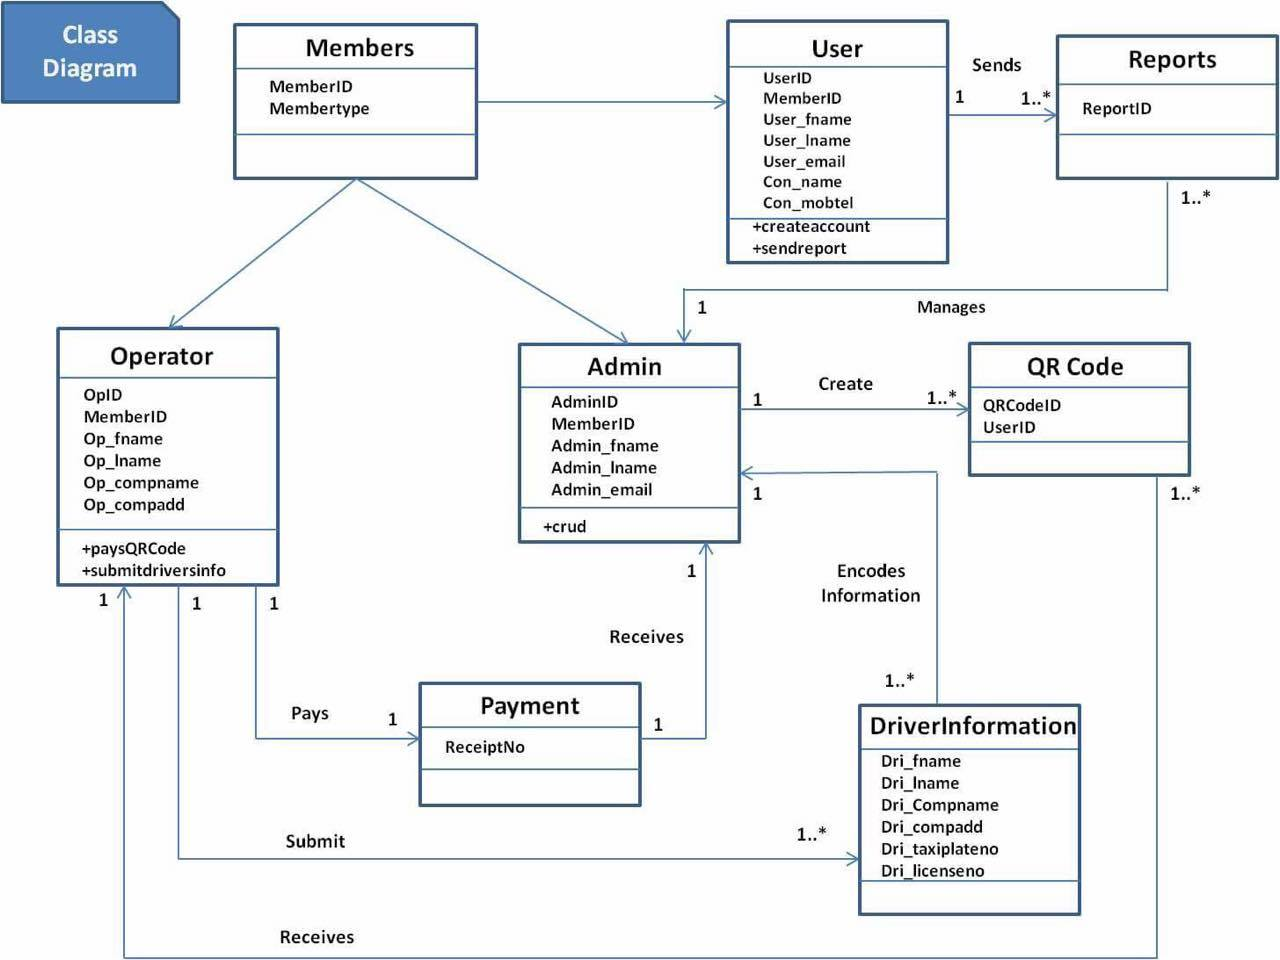 Class
Diagram
Members
MemberID
Membertype
User
UserID
MemberID
User_fname
User_lname
User_email
Con_name
Con_mobtel
+createaccount
+sendreport
Sends
1
1..*
Reports
ReportID
1..*
Manages
1
Operator
OpID
MemberID
Op_fname
Op_lname
Op_compname
Op_compadd
+paysQRCode
+submitdriversinfo
Admin
AdminID
MemberID
Admin_fname
Admin_lname
Admin_email
+crud
Create
1
1..*
QR Code
QRCodeID
UserID
1
1..*
1
Encodes
Information
1
1
1
Receives
1..*
Pays
1
Payment
ReceiptNo
1
DriverInformation
Dri_fname
Dri_lname
Dri_Compname
Dri_compadd
Dri_taxiplateno
Dri_licenseno
Submit
1..*
Receives